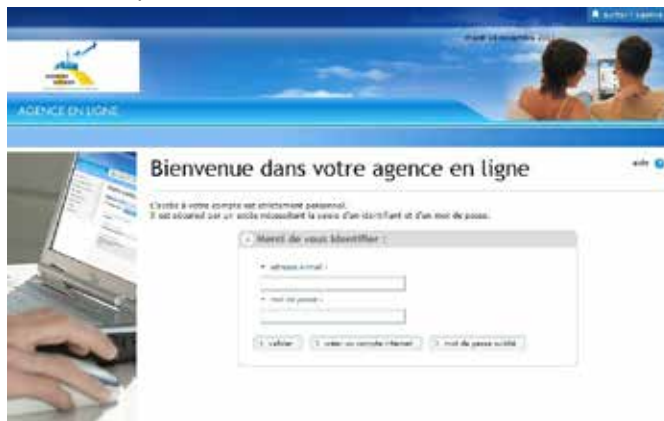 AGENCE EN LIGNE
Bienvenue dans votre agence en ligne
aide
L'accès à votre compte est strictement personnel.
Il est sécurisé par un accès nécessitant la saisie d'un identifiant et d'un mot de passe.
Merci de vous identifier :
adresse e-mail :
mot de passe :
valider
créer un compte internet
mot de passe oublié